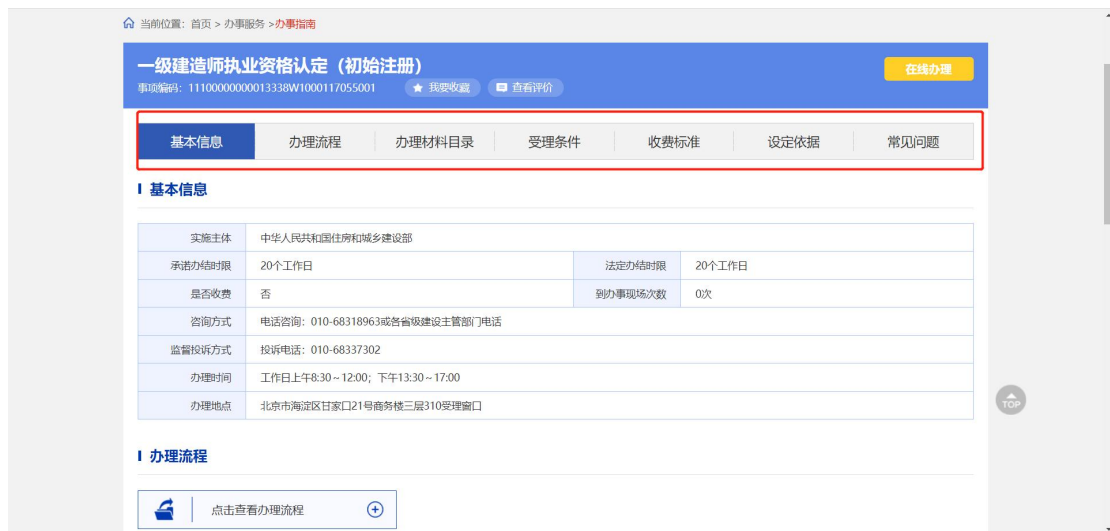 当前位置：首页 > 办事服务 >办事指南
一级建造师执业资格认定（初始注册）
在线办理
事项编码：11100000000013338W1000117055001 我要收藏 查看评价
基本信息 办理流程 办理材料目录 受理条件 收费标准 设定依据 常见问题
基本信息
实施主体 中华人民共和国住房和城乡建设部
承诺办结时限 20个工作日 法定办结时限 20个工作日
是否收费 否 到办事现场次数 0次
咨询方式 电话咨询：010-68318963或各省级建设主管部门电话
监督投诉方式 投诉电话：010-68337302
办理时间 工作日上午8:30～12:00；下午13:30～17:00
办理地点 北京市海淀区甘家口21号商务楼三层310受理窗口
TOP
办理流程
点击查看办理流程